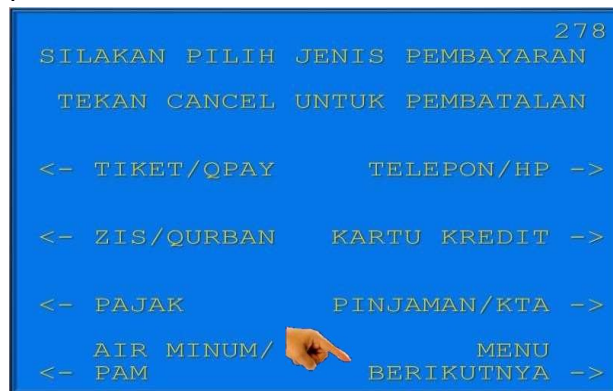 278
SILAKAN PILIH JENIS PEMBAYARAN
TEKAN CANCEL UNTUK PEMBATALAN
<- TIKET/QPAY TELEPON/HP ->
<- ZIS/QURBAN KARTU KREDIT ->
<- PAJAK PINJAMAN/KTA ->
AIR MINUM/ MENU
<- PAM BERIKUTNYA ->